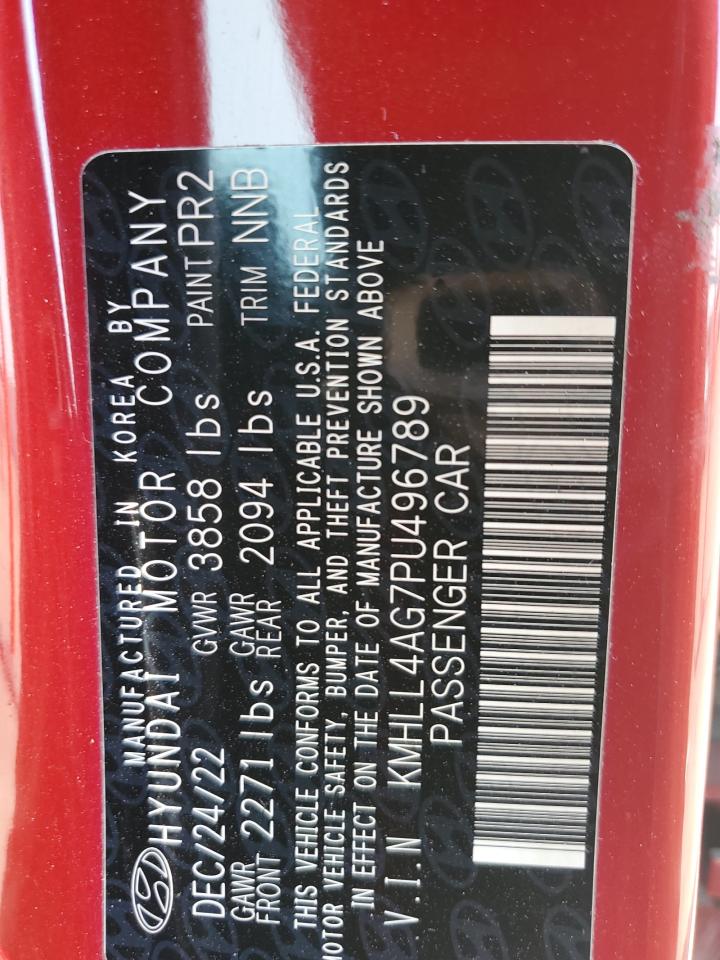 MANUFACTURED IN KOREA BY
HYUNDAI MOTOR COMPANY
DEC/24/22 GVWR 3858 lbs PAINT PR2
GAWR FRONT 2271 lbs GAWR REAR 2094 lbs TRIM NNB
THIS VEHICLE CONFORMS TO ALL APPLICABLE U.S.A. FEDERAL
MOTOR VEHICLE SAFETY, BUMPER, AND THEFT PREVENTION STANDARDS
IN EFFECT ON THE DATE OF MANUFACTURE SHOWN ABOVE
V.I.N KMHLL4AG7PU496789
PASSENGER CAR